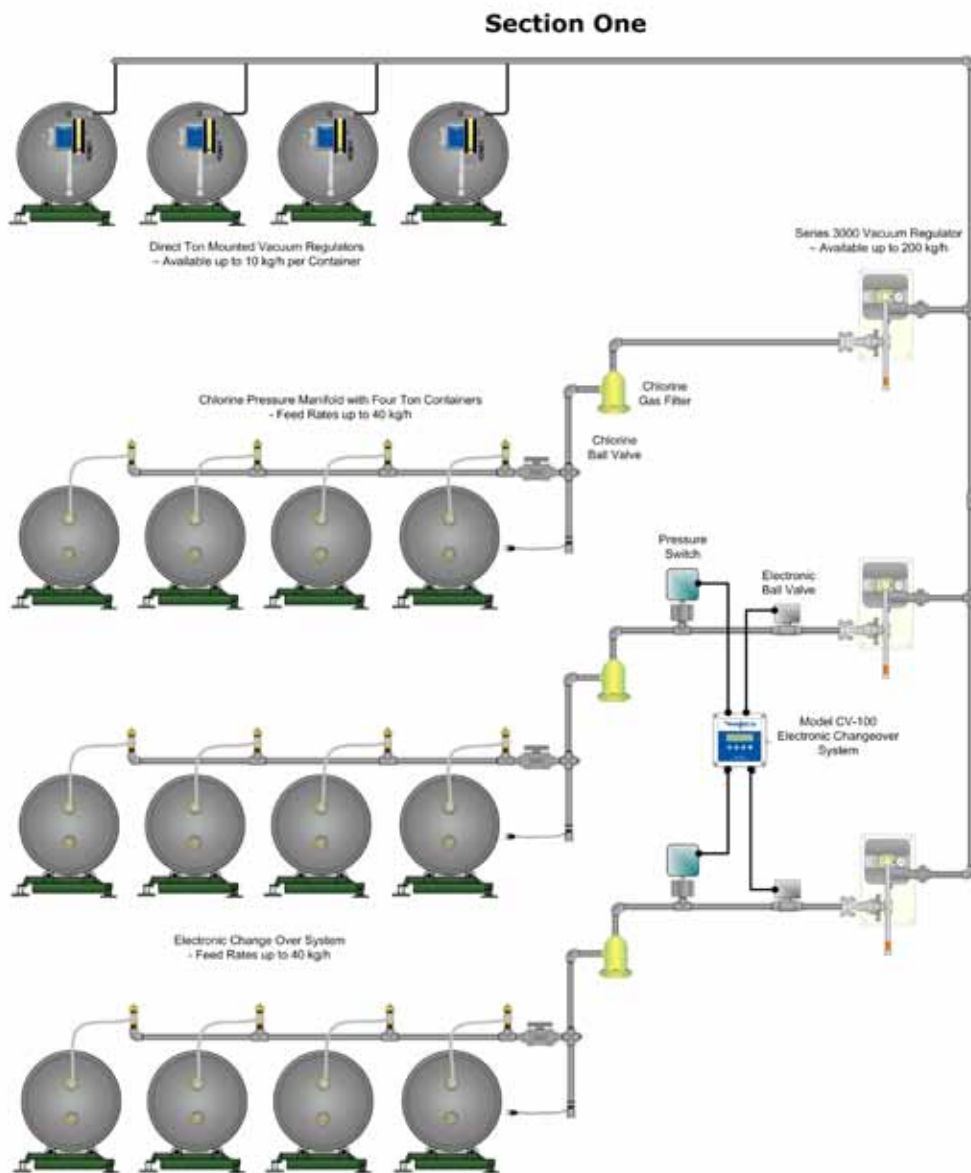 Section One
Direct Ton Mounted Vacuum Regulators
– Available up to 10 kg/h per Container
Series 3000 Vacuum Regulator
– Available up to 200 kg/h
Chlorine
Gas Filter
Chlorine Pressure Manifold with Four Ton Containers
- Feed Rates up to 40 kg/h
Chlorine
Ball Valve
Pressure
Switch
Electronic
Ball Valve
Model CV-100
Electronic Changeover
System
Electronic Change Over System
- Feed Rates up to 40 kg/h